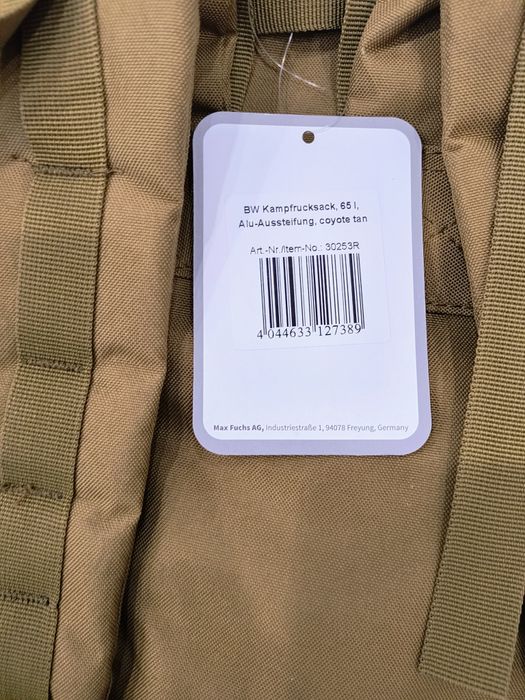 BW Kampfrucksack, 65 l,
Alu-Aussteifung, coyote tan
Art.-Nr./Item-No.: 30253R
4 044633 127389
Max Fuchs AG, Industriestraße 1, 94078 Freyung, Germany